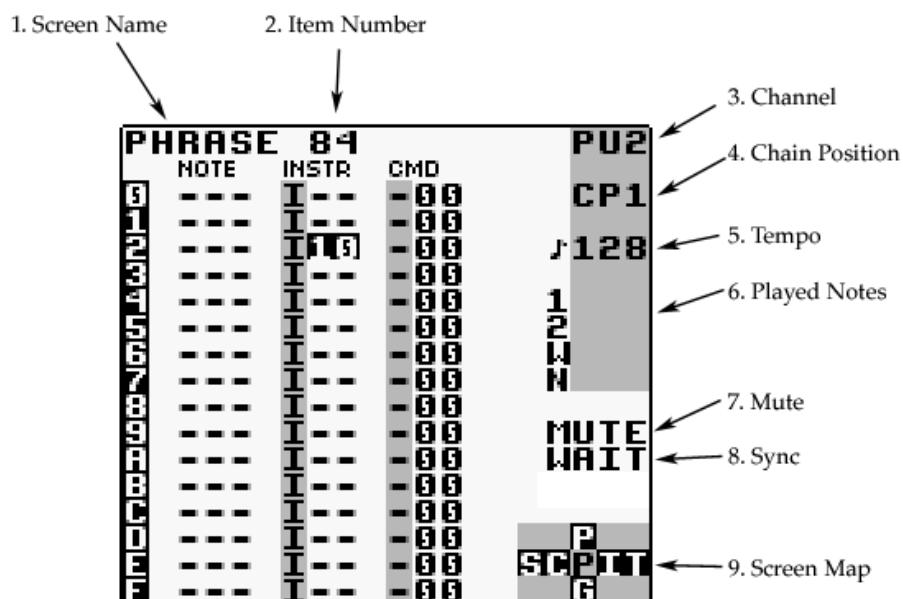 1. Screen Name 2. Item Number
3. Channel
PHRASE 84 PU2
4. Chain Position
NOTE INSTR CMD
0 --- I-- -00 CP1
1 --- I-- -00
5. Tempo
2 --- I10 -00 ♪128
3 --- I-- -00
6. Played Notes
4 --- I-- -00 1
5 --- I-- -00 2
6 --- I-- -00 W
7 --- I-- -00 N
7. Mute
8 --- I-- -00
9 --- I-- -00 MUTE
A --- I-- -00 WAIT
8. Sync
B --- I-- -00
C --- I-- -00
D --- I-- -00 P
E --- I-- -00 SCPIT
9. Screen Map
F --- I-- -00 G